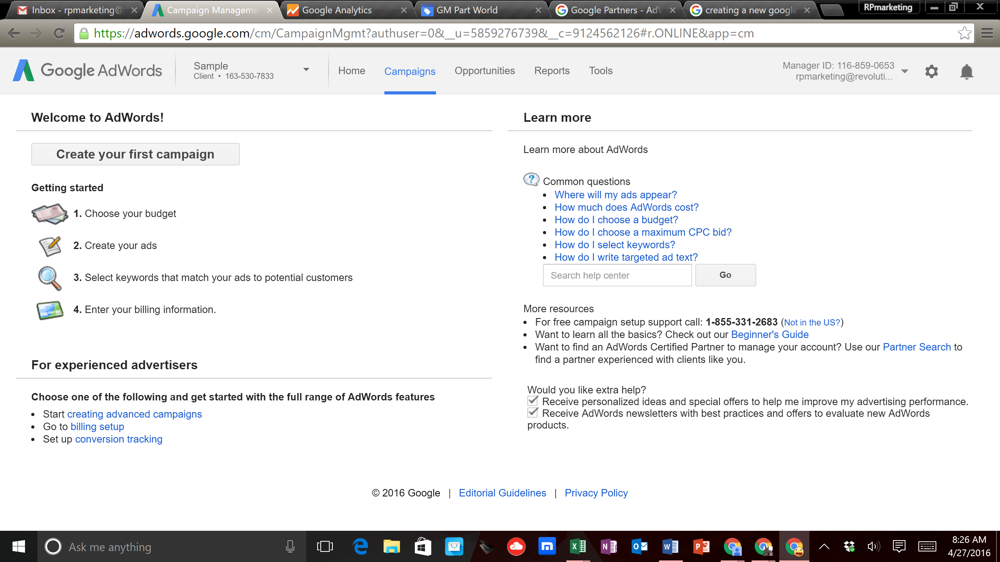 Inbox - rpmarketing@
Campaign Manageme
Google Analytics
GM Part World
Google Partners - AdW
creating a new google
RPmarketing
https://adwords.google.com/cm/CampaignMgmt?authuser=0&__u=5859276739&__c=9124562126#r.ONLINE&app=cm
Google AdWords
Sample
Client • 163-530-7833
Home
Campaigns
Opportunities
Reports
Tools
Manager ID: 116-859-0653
rpmarketing@revoluti...
Welcome to AdWords!
Create your first campaign
Getting started
1. Choose your budget
2. Create your ads
3. Select keywords that match your ads to potential customers
4. Enter your billing information.
For experienced advertisers
Choose one of the following and get started with the full range of AdWords features
• Start creating advanced campaigns
• Go to billing setup
• Set up conversion tracking
Learn more
Learn more about AdWords
Common questions
• Where will my ads appear?
• How much does AdWords cost?
• How do I choose a budget?
• How do I choose a maximum CPC bid?
• How do I select keywords?
• How do I write targeted ad text?
Search help center
Go
More resources
• For free campaign setup support call: 1-855-331-2683 (Not in the US?)
• Want to learn all the basics? Check out our Beginner's Guide
• Want to find an AdWords Certified Partner to manage your account? Use our Partner Search to
find a partner experienced with clients like you.
Would you like extra help?
Receive personalized ideas and special offers to help me improve my advertising performance.
Receive AdWords newsletters with best practices and offers to evaluate new AdWords
products.
© 2016 Google | Editorial Guidelines | Privacy Policy
Ask me anything
8:26 AM
4/27/2016